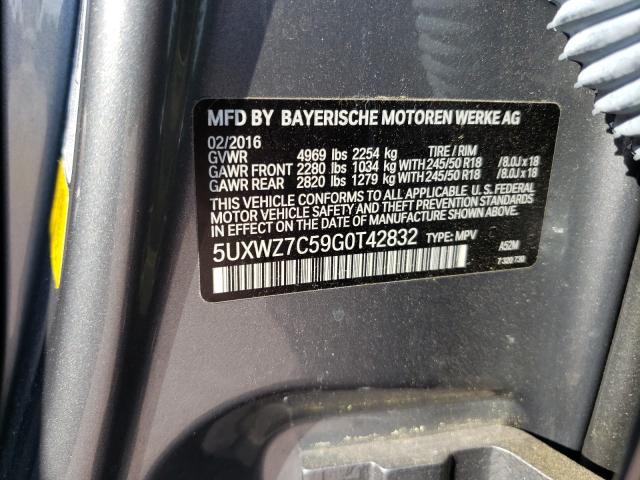 MFD BY BAYERISCHE MOTOREN WERKE AG
02/2016
GVWR 4969 lbs 2254 kg TIRE / RIM
GAWR FRONT 2280 lbs 1034 kg WITH 245/50 R18 /8.0J x 18
GAWR REAR 2820 lbs 1279 kg WITH 245/50 R18 /8.0J x 18
THIS VEHICLE CONFORMS TO ALL APPLICABLE U.S. FEDERAL
MOTOR VEHICLE SAFETY AND THEFT PREVENTION STANDARDS
IN EFFECT ON THE DATE OF MANUFACTURE SHOWN ABOVE.
5UXWZ7C59G0T42832 TYPE: MPV A52M
7 320 730